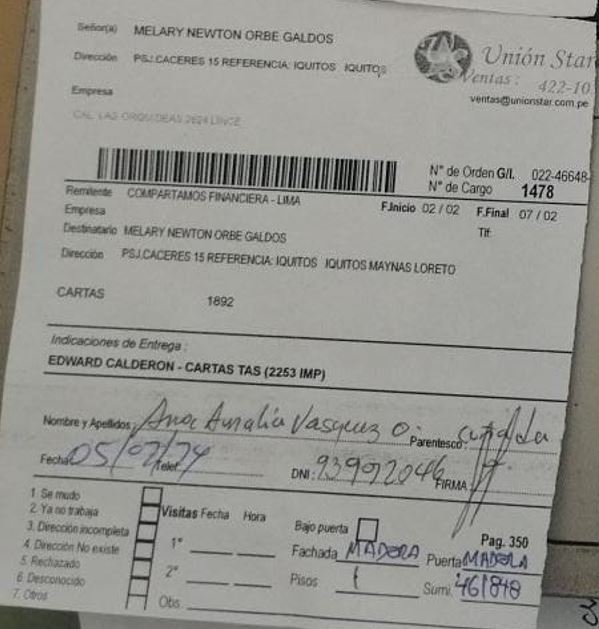 Señor(a) MELARY NEWTON ORBE GALDOS
Dirección PSJ.CACERES 15 REFERENCIA: IQUITOS IQUITOS
Empresa
CAL. LAS ORQUIDEAS 2624 LINCE
Unión Star
Ventas : 422-10
ventas@unionstar.com.pe
N° de Orden G/I. 022-46648-
N° de Cargo 1478
Remitente COMPARTAMOS FINANCIERA - LIMA
Empresa
F.Inicio 02 / 02 F.Final 07 / 02
Destinatario MELARY NEWTON ORBE GALDOS
Tlf:
Dirección PSJ.CACERES 15 REFERENCIA: IQUITOS IQUITOS MAYNAS LORETO
CARTAS 1892
Indicaciones de Entrega :
EDWARD CALDERON - CARTAS TAS (2253 IMP)
Nombre y Apellidos: Ana Amalia Vasquez O. Parentesco: cuñada
Fecha: 05/02/24 Telef. DNI : 93992046 FIRMA :
1. Se mudo
2. Ya no trabaja
3. Dirección incompleta
4. Dirección No existe
5. Rechazado
6. Desconocido
7. Otros
Visitas Fecha Hora
1°
2°
Obs.
Bajo puerta
Pag. 350
Fachada MADERA Puerta MADERA
Pisos 1 Sumi. 461848